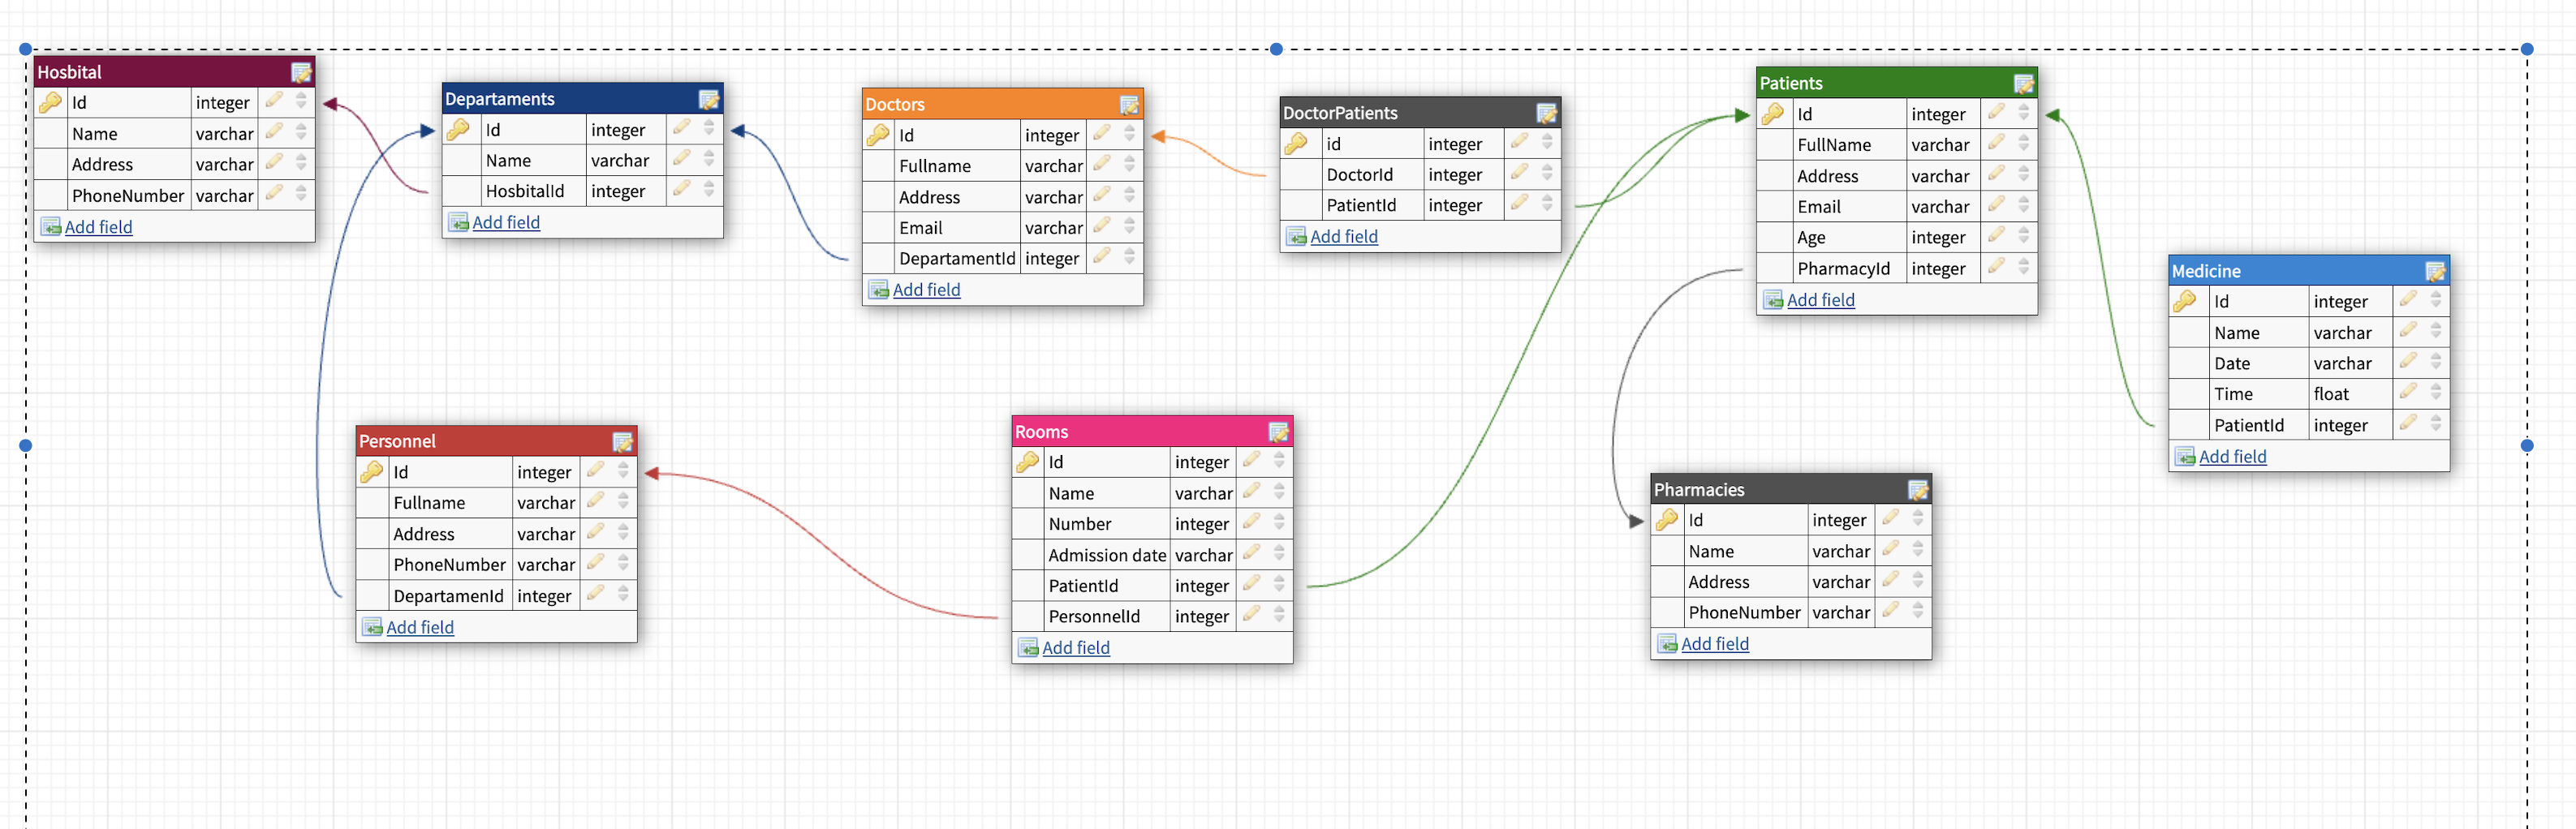 Hosbital
Id integer
Name varchar
Address varchar
PhoneNumber varchar
Add field
Departaments
Id integer
Name varchar
HosbitalId integer
Add field
Doctors
Id integer
Fullname varchar
Address varchar
Email varchar
DepartamentId integer
Add field
DoctorPatients
id integer
DoctorId integer
PatientId integer
Add field
Patients
Id integer
FullName varchar
Address varchar
Email varchar
Age integer
PharmacyId integer
Add field
Medicine
Id integer
Name varchar
Date varchar
Time float
PatientId integer
Add field
Personnel
Id integer
Fullname varchar
Address varchar
PhoneNumber varchar
DepartamenId integer
Add field
Rooms
Id integer
Name varchar
Number integer
Admission date varchar
PatientId integer
PersonnelId integer
Add field
Pharmacies
Id integer
Name varchar
Address varchar
PhoneNumber varchar
Add field